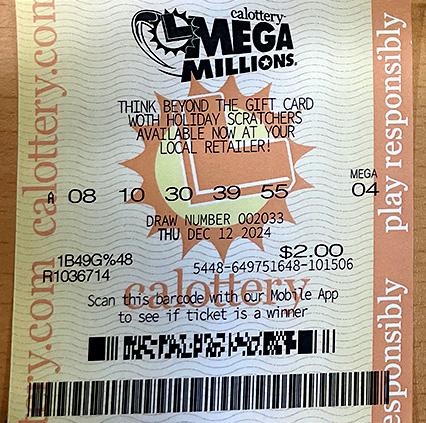 calottery
MEGA
MILLIONS
THINK BEYOND THE GIFT CARD
WOTH HOLIDAY SCRATCHERS
AVAILABLE NOW AT YOUR
LOCAL RETAILER!
MEGA
A 08 10 30 39 55 04
DRAW NUMBER 002033
THU DEC 12 2024
$2.00
1B49G%48
5448-649751648-101506
R1036714
calottery
Scan this barcode with our Mobile App
to see if ticket is a winner
calottery.com calottery.com
play responsibly
responsibly